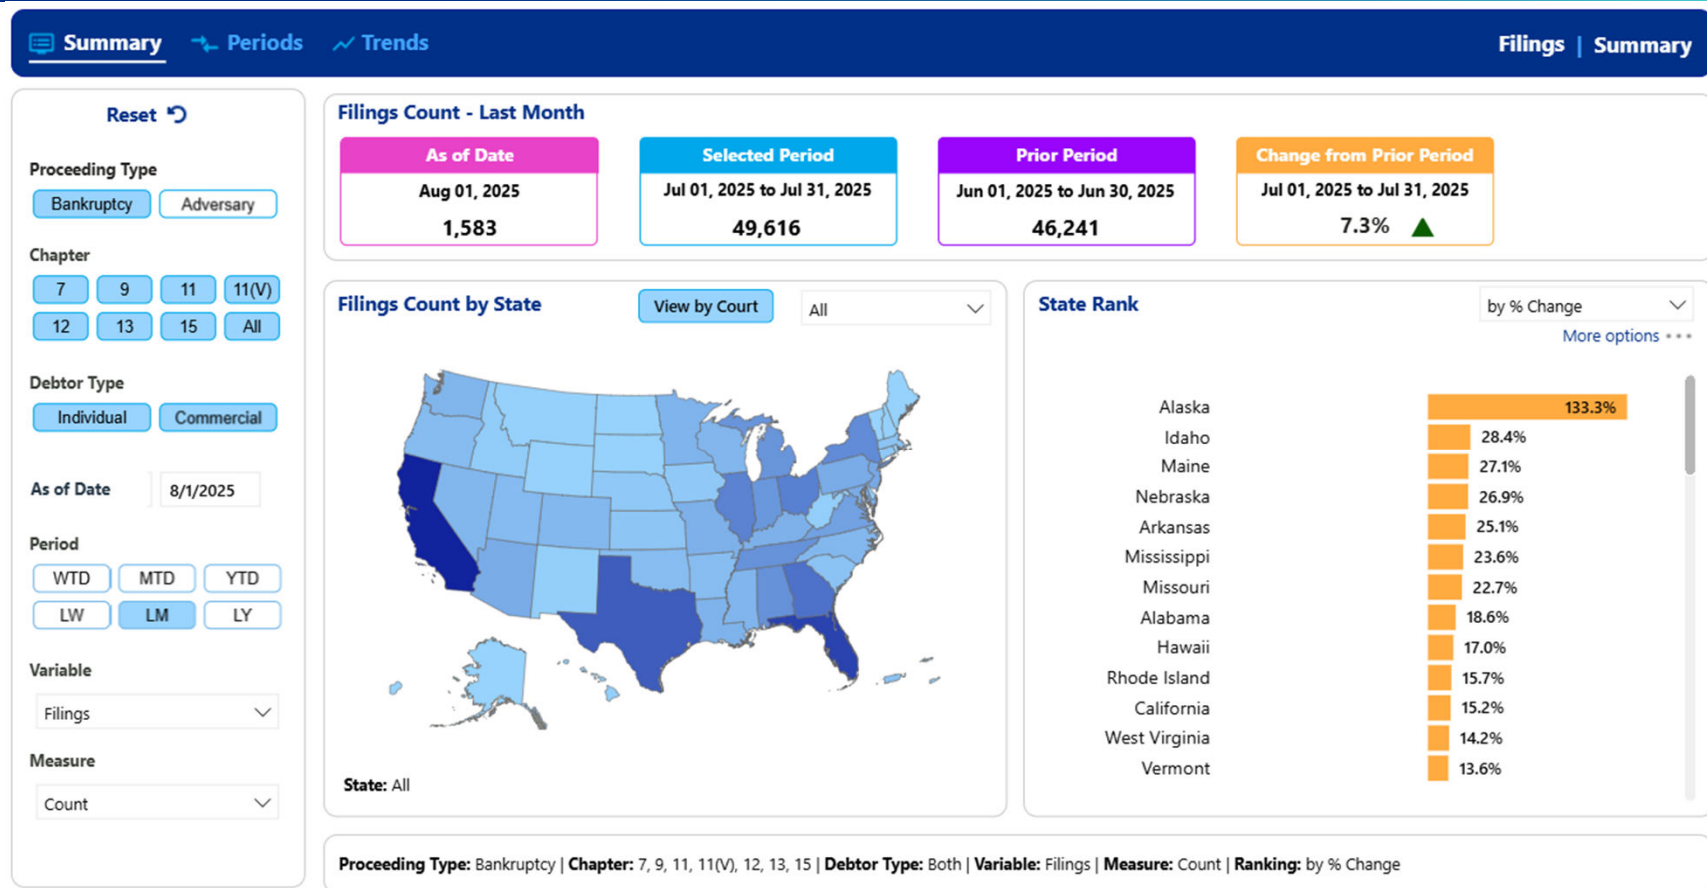 Summary Periods Trends Filings | Summary
Reset
Proceeding Type
Bankruptcy Adversary
Chapter
7 9 11 11(V)
12 13 15 All
Debtor Type
Individual Commercial
As of Date 8/1/2025
Period
WTD MTD YTD
LW LM LY
Variable
Filings
Measure
Count
Filings Count - Last Month
As of Date
Aug 01, 2025
1,583
Selected Period
Jul 01, 2025 to Jul 31, 2025
49,616
Prior Period
Jun 01, 2025 to Jun 30, 2025
46,241
Change from Prior Period
Jul 01, 2025 to Jul 31, 2025
7.3%
Filings Count by State View by Court All
State: All
State Rank by % Change
More options
Alaska 133.3%
Idaho 28.4%
Maine 27.1%
Nebraska 26.9%
Arkansas 25.1%
Mississippi 23.6%
Missouri 22.7%
Alabama 18.6%
Hawaii 17.0%
Rhode Island 15.7%
California 15.2%
West Virginia 14.2%
Vermont 13.6%
Proceeding Type: Bankruptcy | Chapter: 7, 9, 11, 11(V), 12, 13, 15 | Debtor Type: Both | Variable: Filings | Measure: Count | Ranking: by % Change